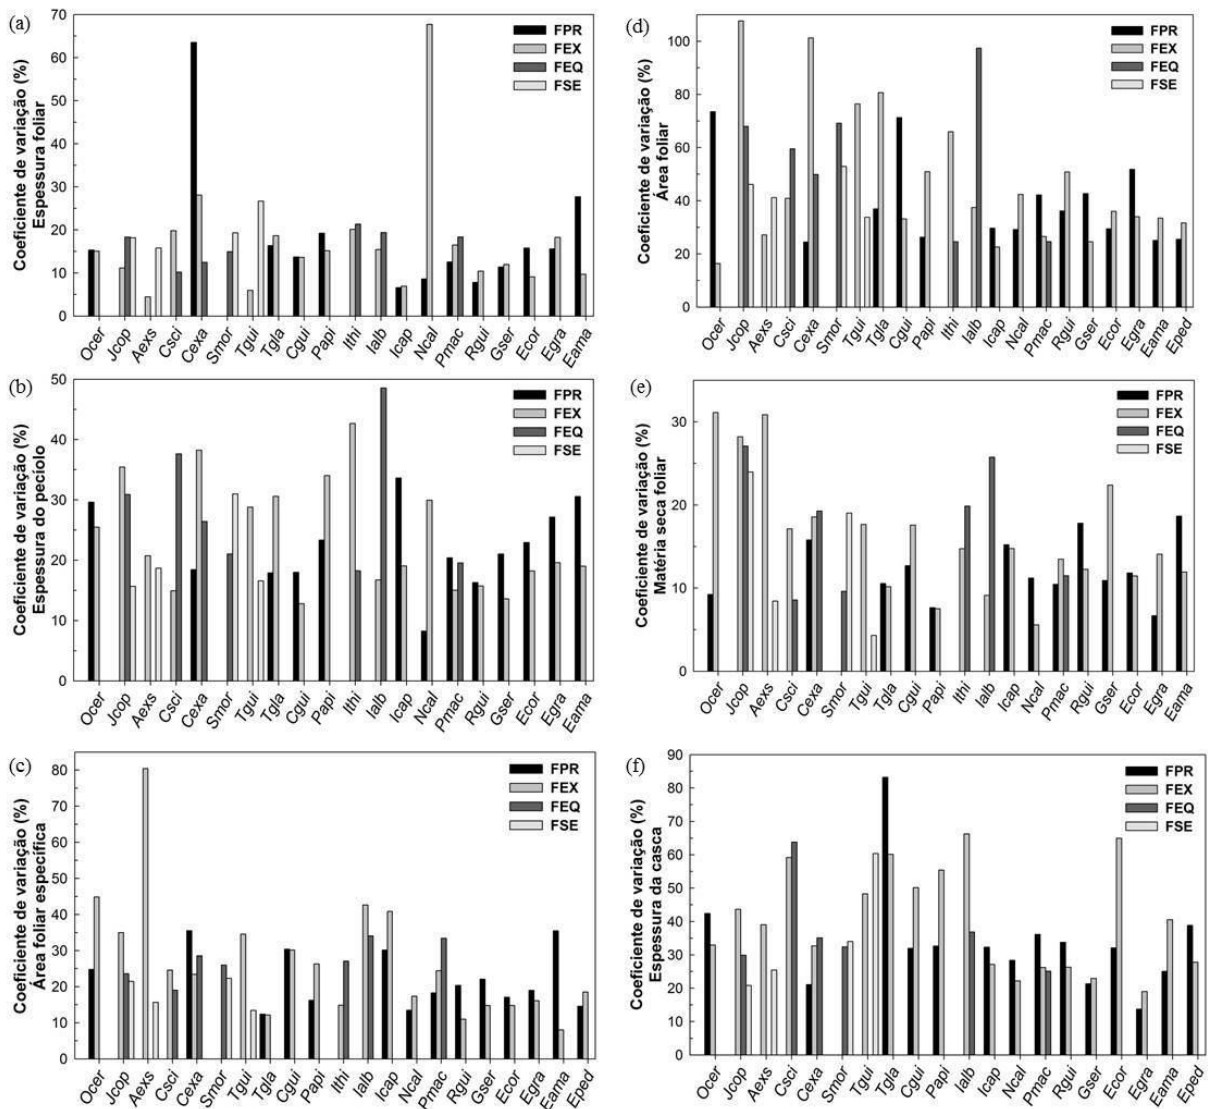 (a)
Coeficiente de variação (%)
Espessura foliar
70
60
50
40
30
20
10
0
FPR
FEX
FEQ
FSE
Ocer Jcop Aexs Csci Cexa Smor Tgui Tgla Cgui Papi Ithi Ialb Icap Ncal Pmac Rgui Gser Ecor Egra Eama
(b)
Coeficiente de variação (%)
Espessura do pecíolo
50
40
30
20
10
0
FPR
FEX
FEQ
FSE
Ocer Jcop Aexs Csci Cexa Smor Tgui Tgla Cgui Papi Ithi Ialb Icap Ncal Pmac Rgui Gser Ecor Egra Eama
(c)
Coeficiente de variação (%)
Área foliar específica
80
70
60
50
40
30
20
10
0
FPR
FEX
FEQ
FSE
Ocer Jcop Aexs Csci Cexa Smor Tgui Tgla Cgui Papi Ithi Ialb Icap Ncal Pmac Rgui Gser Ecor Egra Eama Eped
(d)
Coeficiente de variação (%)
Área foliar
100
80
60
40
20
0
FPR
FEX
FEQ
FSE
Ocer Jcop Aexs Csci Cexa Smor Tgui Tgla Cgui Papi Ithi Ialb Icap Ncal Pmac Rgui Gser Ecor Egra Eama Eped
(e)
Coeficiente de variação (%)
Matéria seca foliar
30
20
10
0
FPR
FEX
FEQ
FSE
Ocer Jcop Aexs Csci Cexa Smor Tgui Tgla Cgui Papi Ithi Ialb Icap Ncal Pmac Rgui Gser Ecor Egra Eama
(f)
Coeficiente de variação (%)
Espessura da casca
90
80
70
60
50
40
30
20
10
0
FPR
FEX
FEQ
FSE
Ocer Jcop Aexs Csci Cexa Smor Tgui Tgla Cgui Papi Ialb Icap Ncal Pmac Rgui Gser Ecor Egra Eama Eped